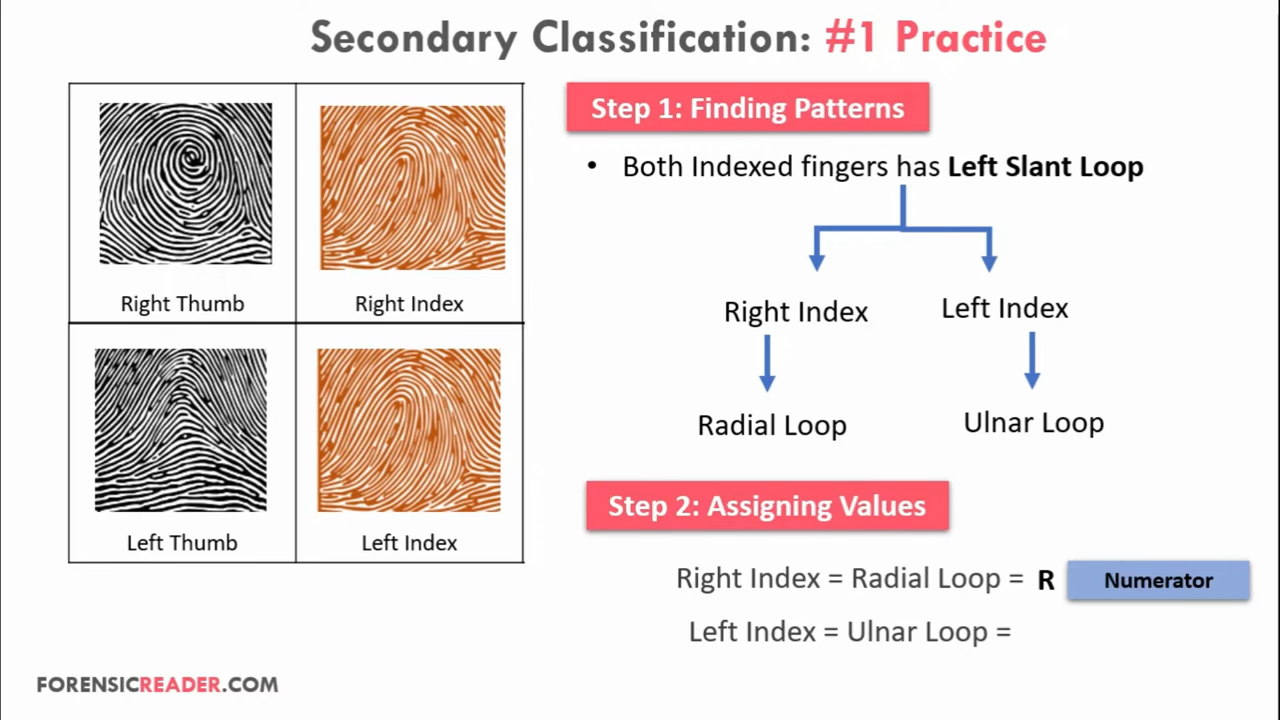 Secondary Classification: #1 Practice
Right Thumb
Right Index
Left Thumb
Left Index
Step 1: Finding Patterns
• Both Indexed fingers has Left Slant Loop
Right Index
Left Index
Radial Loop
Ulnar Loop
Step 2: Assigning Values
Right Index = Radial Loop = R Numerator
Left Index = Ulnar Loop =
FORENSICREADER.COM